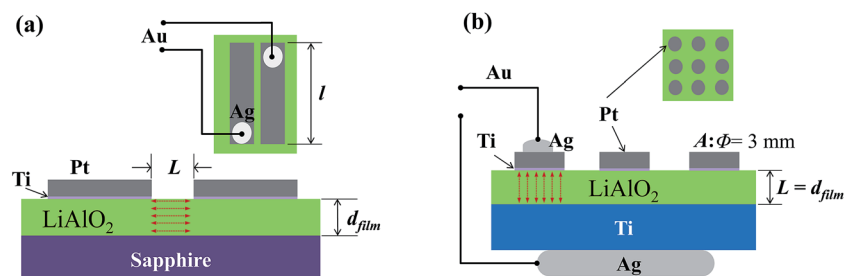 (a)
Au
Ag
l
Pt
L
Ti
LiAlO₂
d_film
Sapphire
(b)
Au
Pt
Ti
Ag
A: Φ= 3 mm
LiAlO₂
L = d_film
Ti
Ag